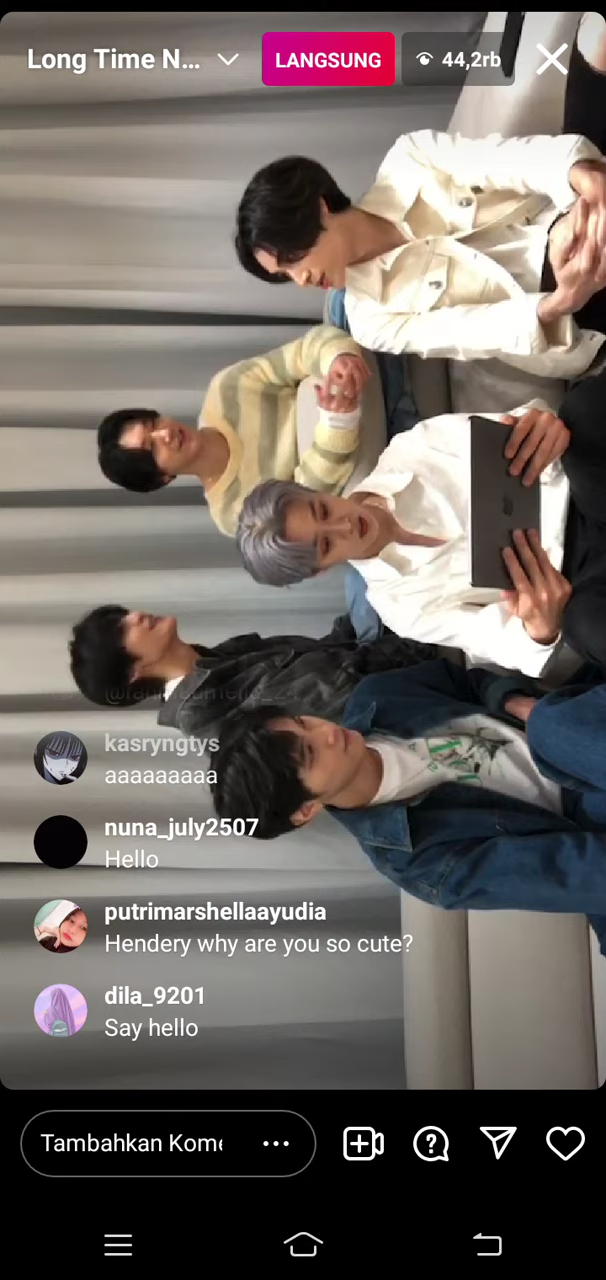 Long Time N...
LANGSUNG
44,2rb
kasryngtys
aaaaaaaaa
nuna_july2507
Hello
putrimarshellaayudia
Hendery why are you so cute?
dila_9201
Say hello
Tambahkan Kome